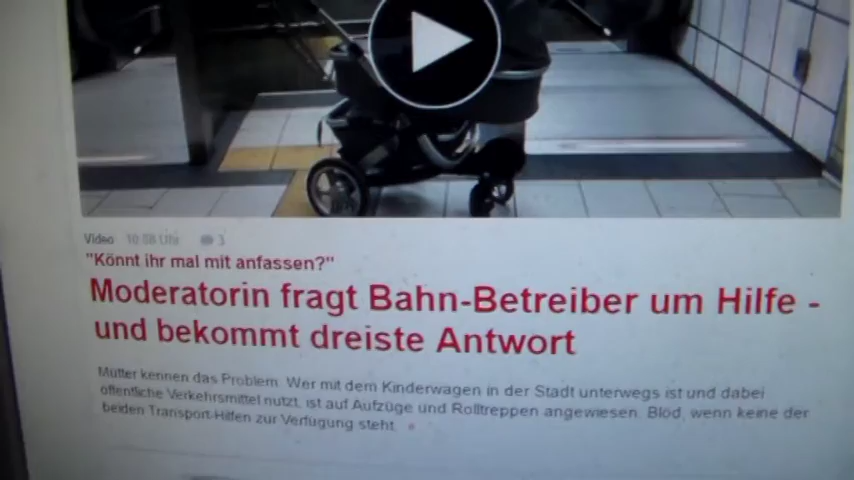 Video 10:58 Uhr 3
"Könnt ihr mal mit anfassen?"
Moderatorin fragt Bahn-Betreiber um Hilfe -
und bekommt dreiste Antwort
Mütter kennen das Problem. Wer mit dem Kinderwagen in der Stadt unterwegs ist und dabei
öffentliche Verkehrsmittel nutzt, ist auf Aufzüge und Rolltreppen angewiesen. Blöd, wenn keine der
beiden Transport-Hilfen zur Verfügung steht.